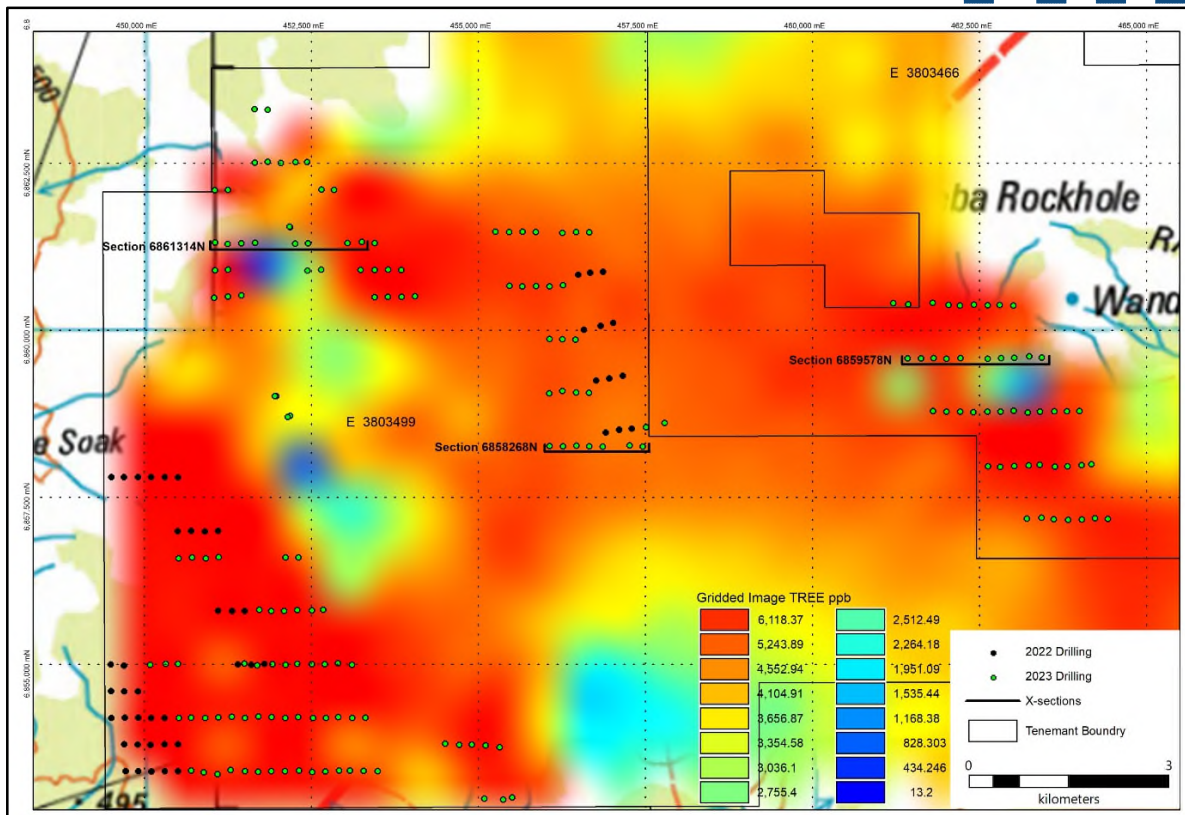 450,000 mE 452,500 mE 455,000 mE 457,500 mE 460,000 mE 462,500 mE 465,000 mE
E 3803466
500
6,862,500 mN
ba Rockhole
Section 6861314N
Wand
6,860,000 mN
Section 6859578N
E 3803499
e Soak
Section 6858268N
6,857,500 mN
Gridded Image TREE ppb
6,118.37 2,512.49
5,243.89 2,264.18
4,552.94 1,951.09
4,104.91 1,535.44
3,656.87 1,168.38
3,354.58 828.303
3,036.1 434.246
2,755.4 13.2
6,855,000 mN
2022 Drilling
2023 Drilling
X-sections
Tenemant Boundry
0 3
kilometers
495